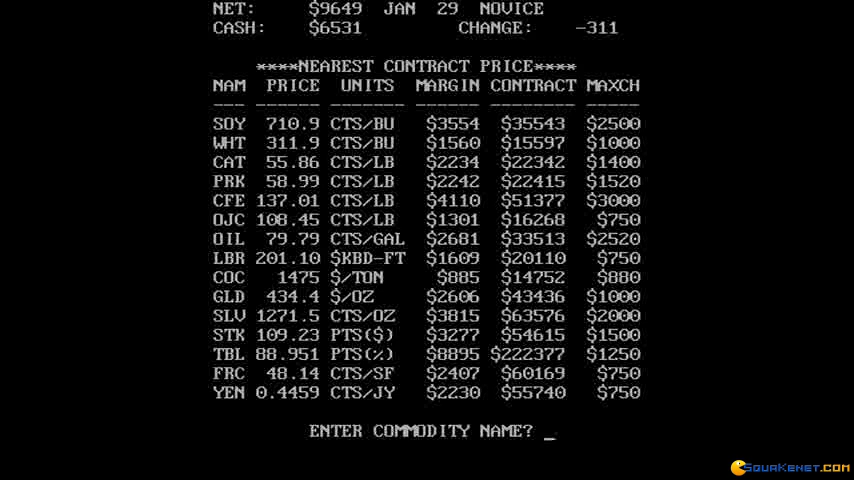 NET: $9649 JAN 29 NOVICE
CASH: $6531 CHANGE: -311
****NEAREST CONTRACT PRICE****
NAM PRICE UNITS MARGIN CONTRACT MAXCH
--- ------ ------- ------ -------- -----
SOY 710.9 CTS/BU $3554 $35543 $2500
WHT 311.9 CTS/BU $1560 $15597 $1000
CAT 55.86 CTS/LB $2234 $22342 $1400
PRK 58.99 CTS/LB $2242 $22415 $1520
CFE 137.01 CTS/LB $4110 $51377 $3000
OJC 108.45 CTS/LB $1301 $16268 $750
OIL 79.79 CTS/GAL $2681 $33513 $2520
LBR 201.10 $KBD-FT $1609 $20110 $750
COC 1475 $/TON $885 $14752 $880
GLD 434.4 $/OZ $2606 $43436 $1000
SLV 1271.5 CTS/OZ $3815 $63576 $2000
STK 109.23 PTS($) $3277 $54615 $1500
TBL 88.951 PTS(%) $8895 $222377 $1250
FRC 48.14 CTS/SF $2407 $60169 $750
YEN 0.4459 CTS/JY $2230 $55740 $750
ENTER COMMODITY NAME? _
SquaKenet.com